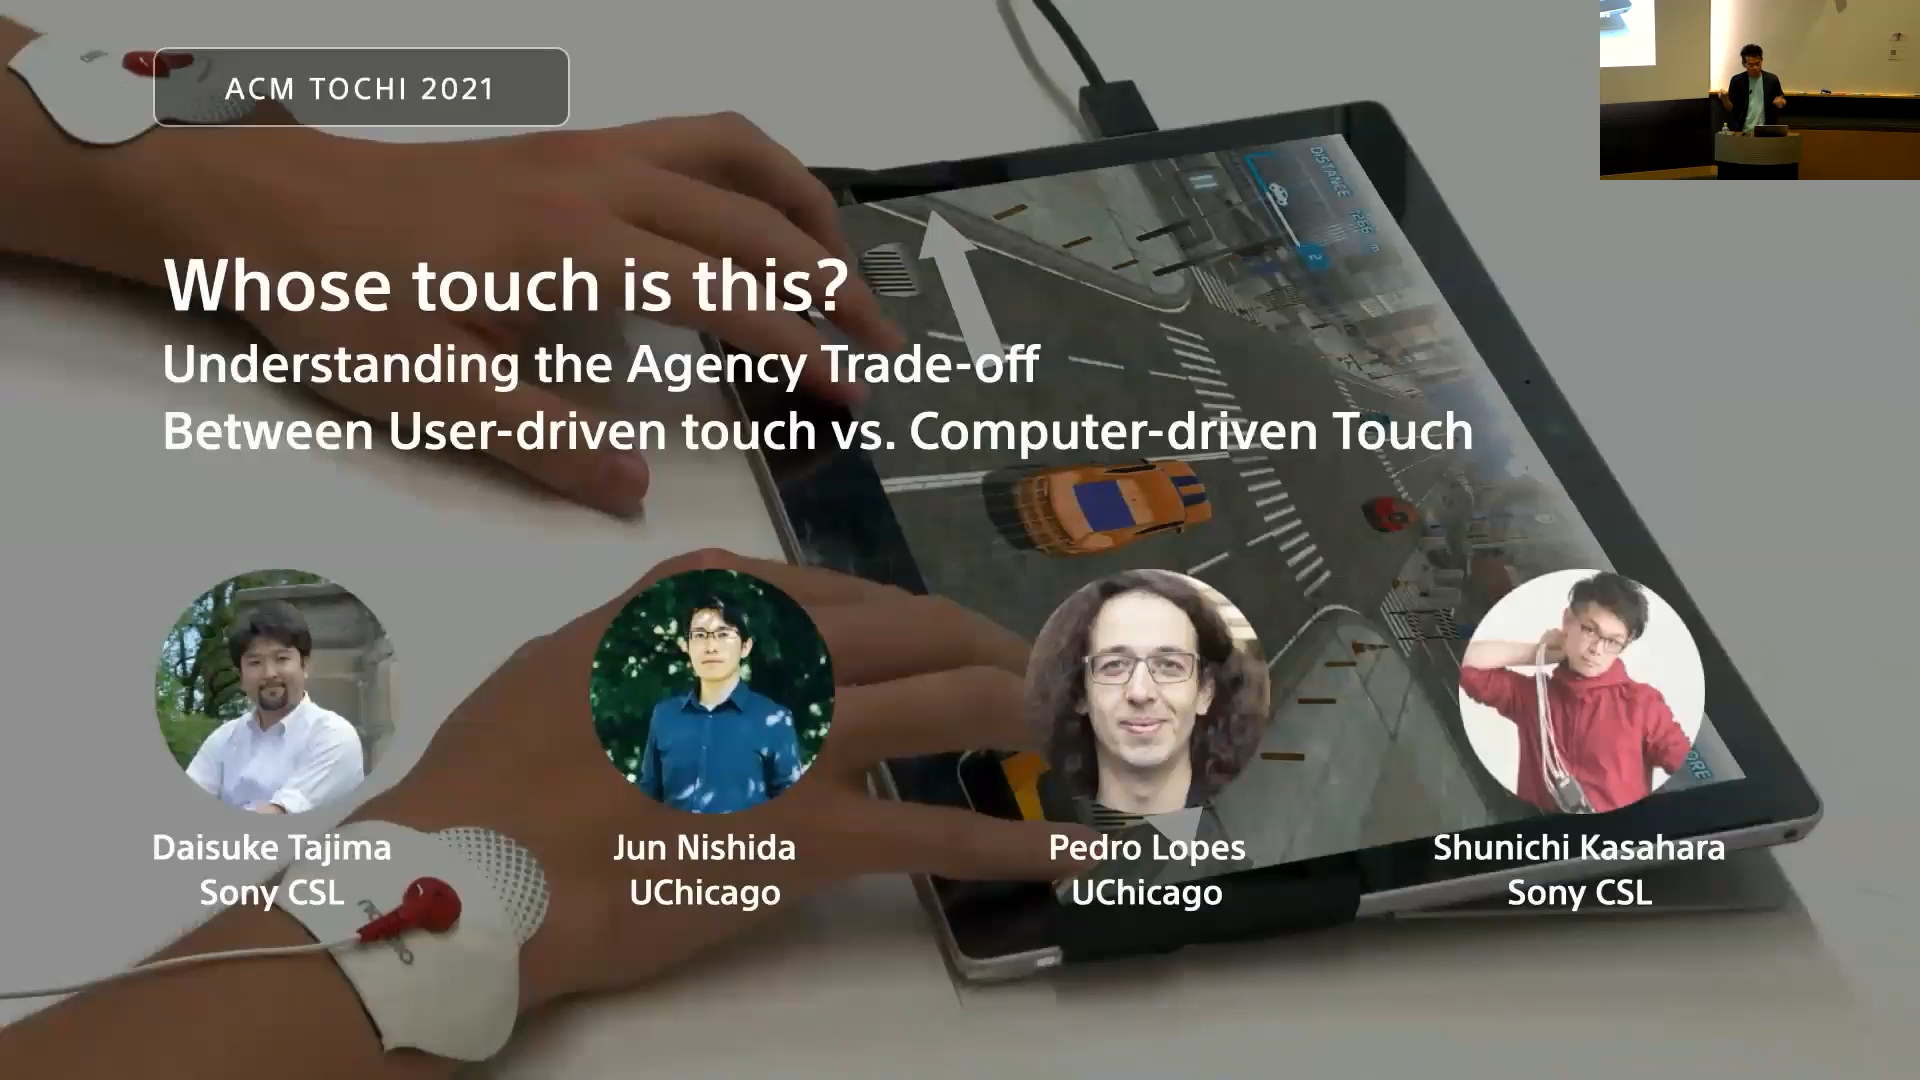 ACM TOCHI 2021
DISTANCE
Whose touch is this?
Understanding the Agency Trade-off
Between User-driven touch vs. Computer-driven Touch
Daisuke Tajima
Sony CSL
Jun Nishida
UChicago
Pedro Lopes
UChicago
Shunichi Kasahara
Sony CSL